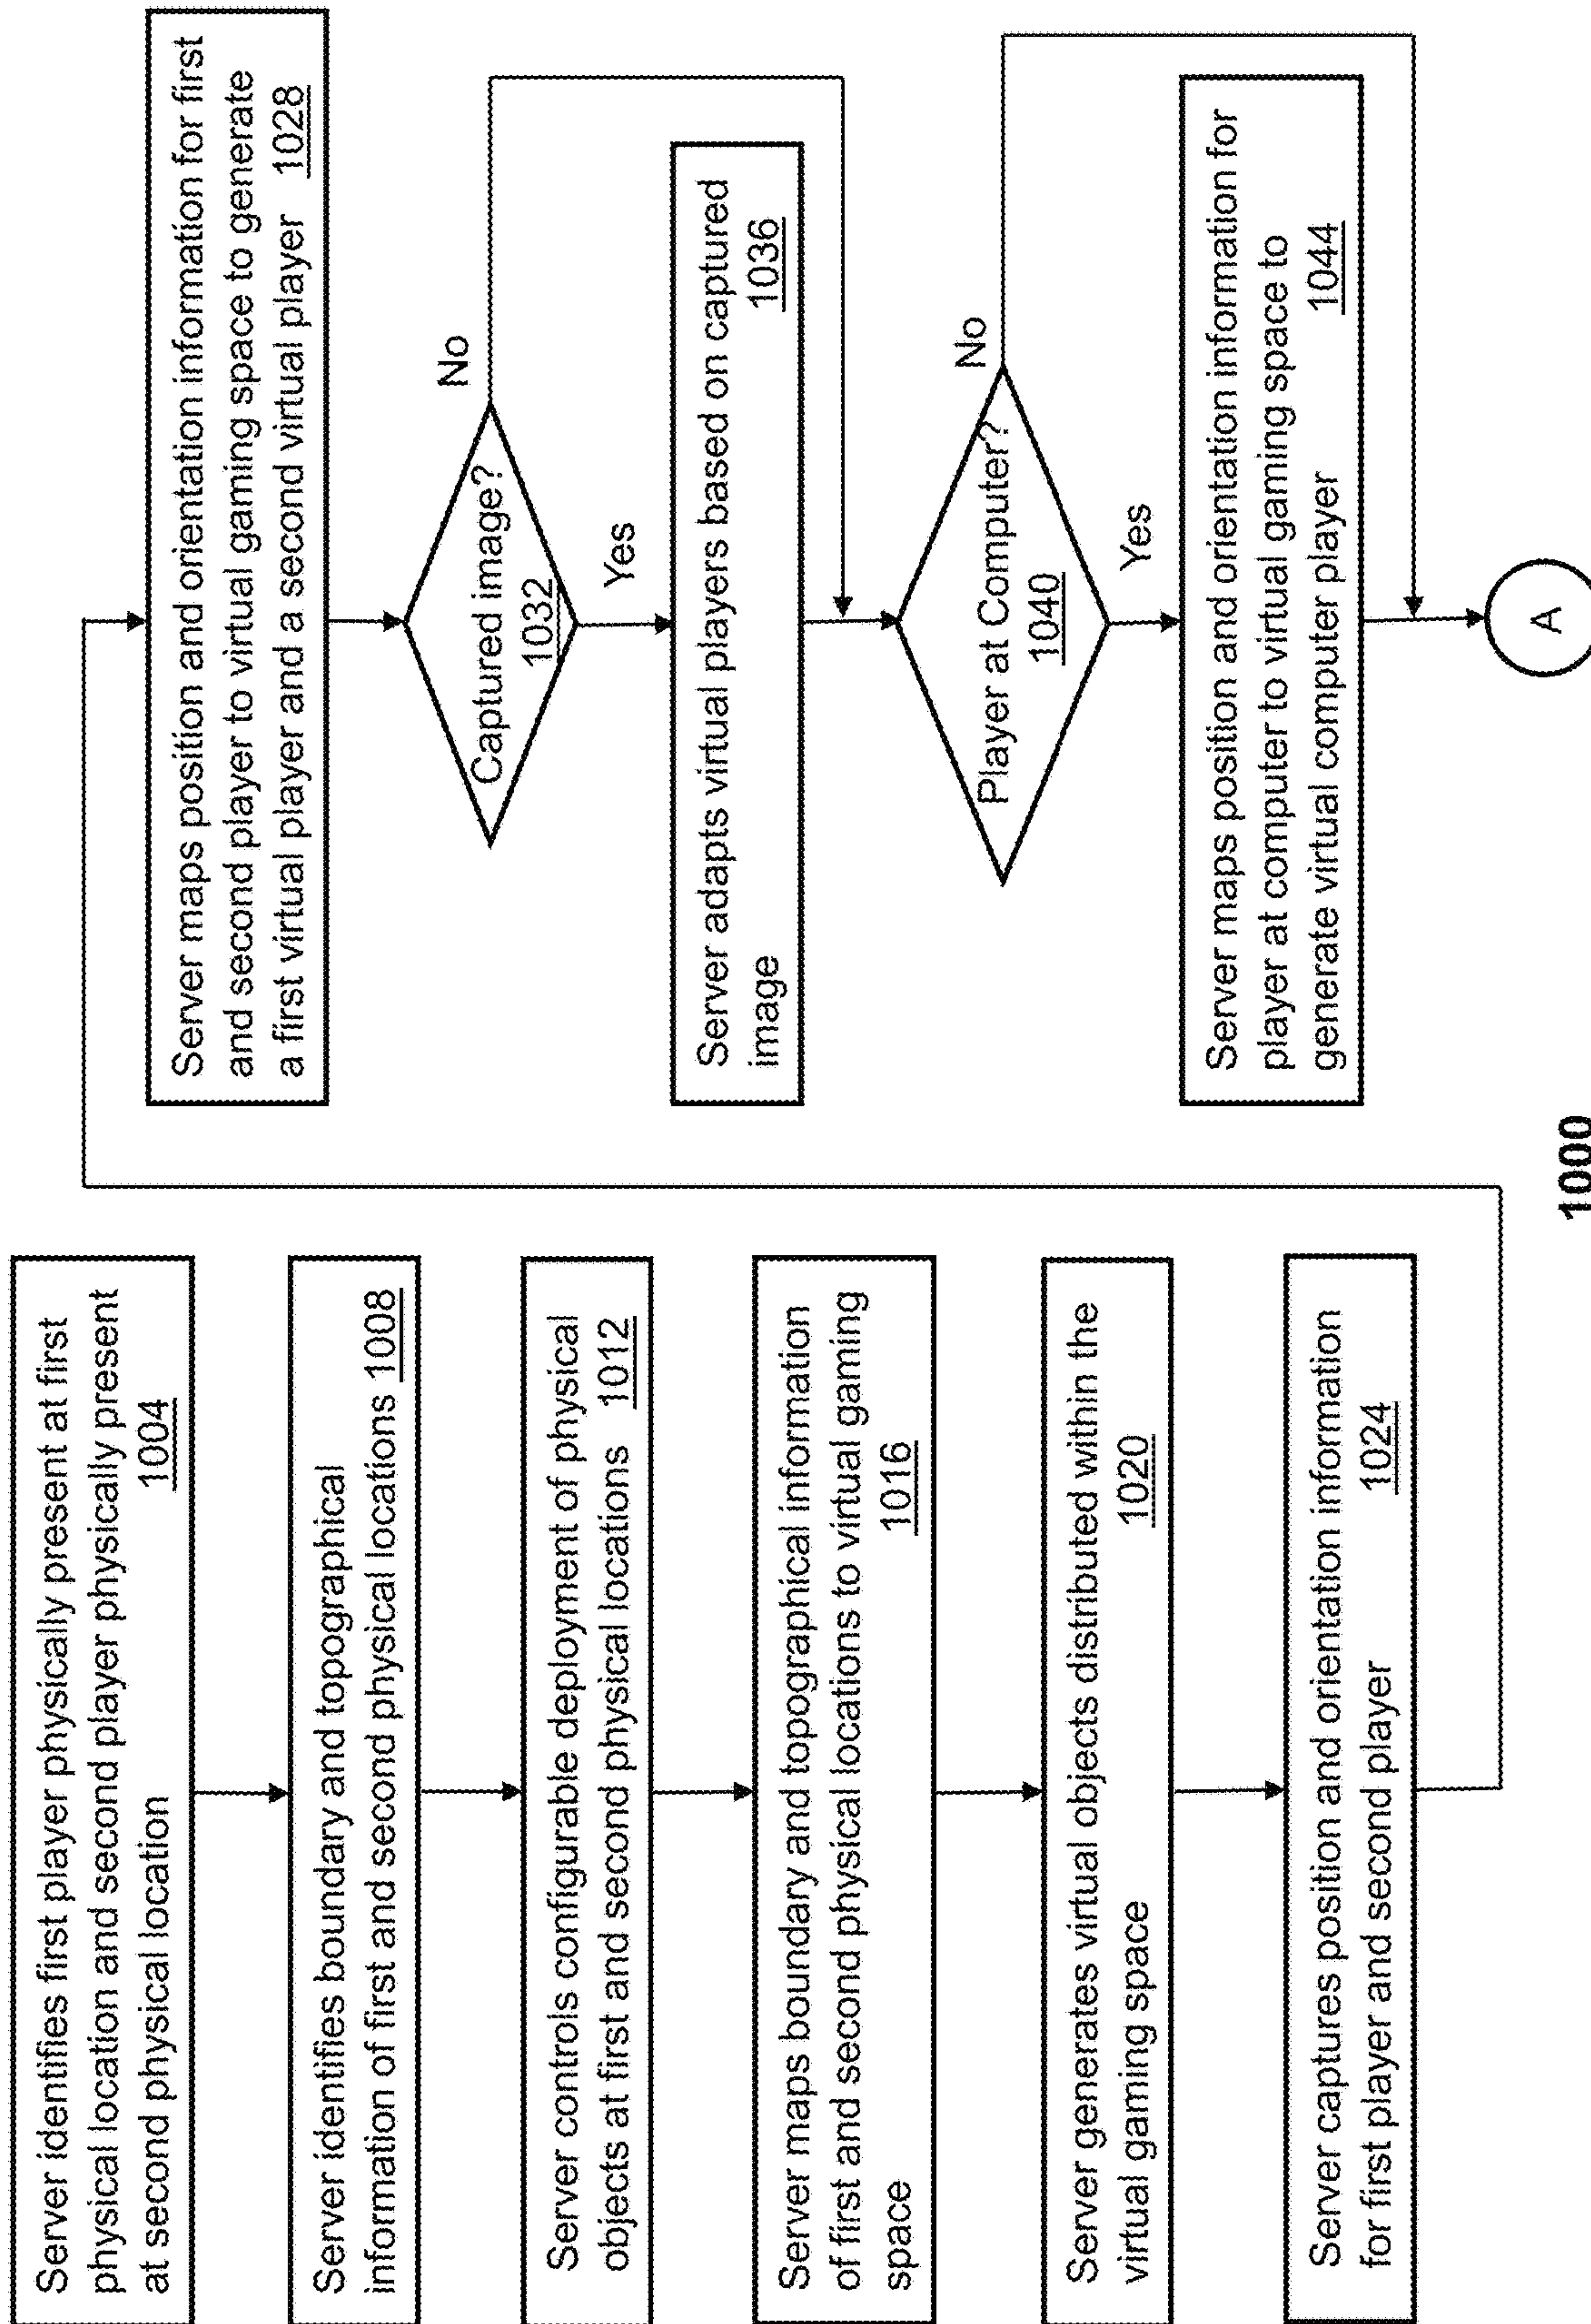 Server identifies first player physically present at first
physical location and second player physically present
at second physical location 1004
Server identifies boundary and topographical
information of first and second physical locations 1008
Server controls configurable deployment of physical
objects at first and second physical locations 1012
Server maps boundary and topographical information
of first and second physical locations to virtual gaming
space 1016
Server generates virtual objects distributed within the
virtual gaming space 1020
Server captures position and orientation information
for first player and second player 1024
Server maps position and orientation information for first
and second player to virtual gaming space to generate
a first virtual player and a second virtual player 1028
Captured image?
1032
No
Yes
Server adapts virtual players based on captured
image 1036
Player at Computer?
1040
No
Yes
Server maps position and orientation information for
player at computer to virtual gaming space to
generate virtual computer player 1044
A
1000